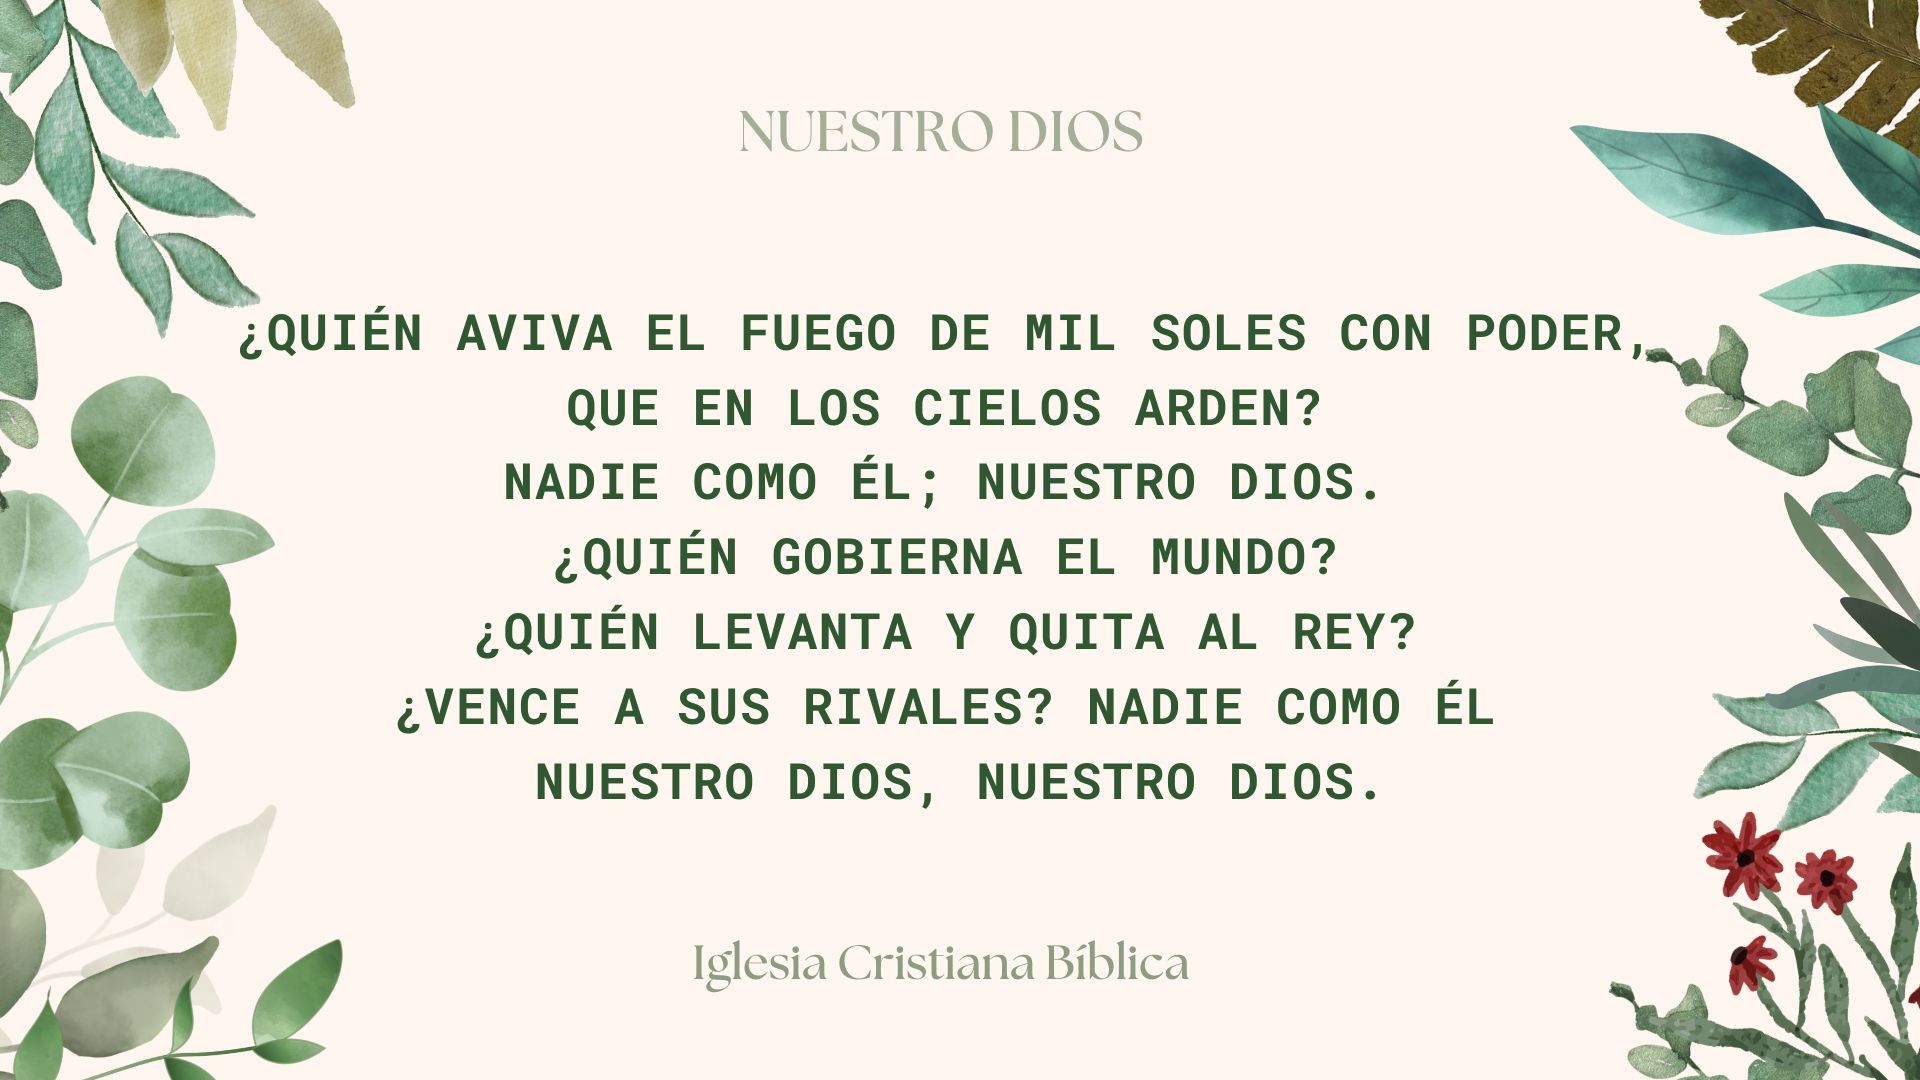 NUESTRO DIOS
¿QUIÉN AVIVA EL FUEGO DE MIL SOLES CON PODER,
QUE EN LOS CIELOS ARDEN?
NADIE COMO ÉL; NUESTRO DIOS.
¿QUIÉN GOBIERNA EL MUNDO?
¿QUIÉN LEVANTA Y QUITA AL REY?
¿VENCE A SUS RIVALES? NADIE COMO ÉL
NUESTRO DIOS, NUESTRO DIOS.
Iglesia Cristiana Bíblica